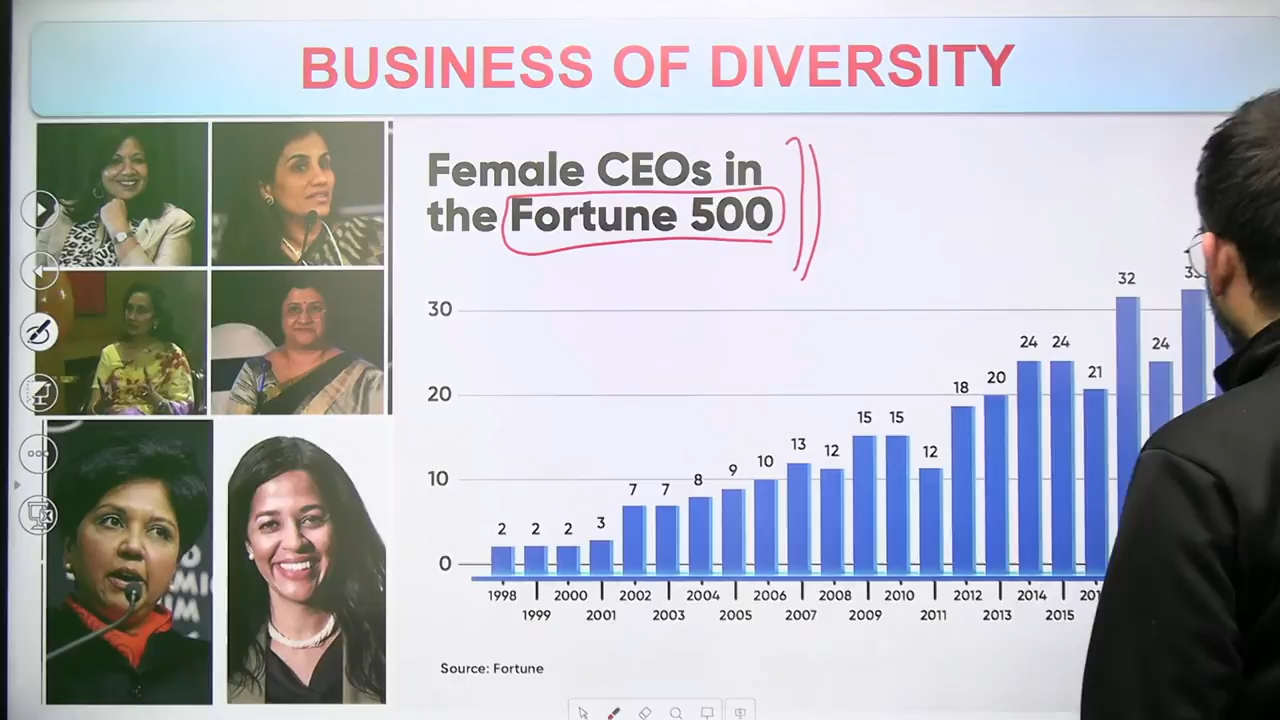 BUSINESS OF DIVERSITY
Female CEOs in
the Fortune 500
30
20
10
0
2 2 2 3 7 7 8 9 10 13 12 15 15 12 18 20 24 24 21 32 24
1998 2000 2002 2004 2006 2008 2010 2012 2014
1999 2001 2003 2005 2007 2009 2011 2013 2015
Source: Fortune